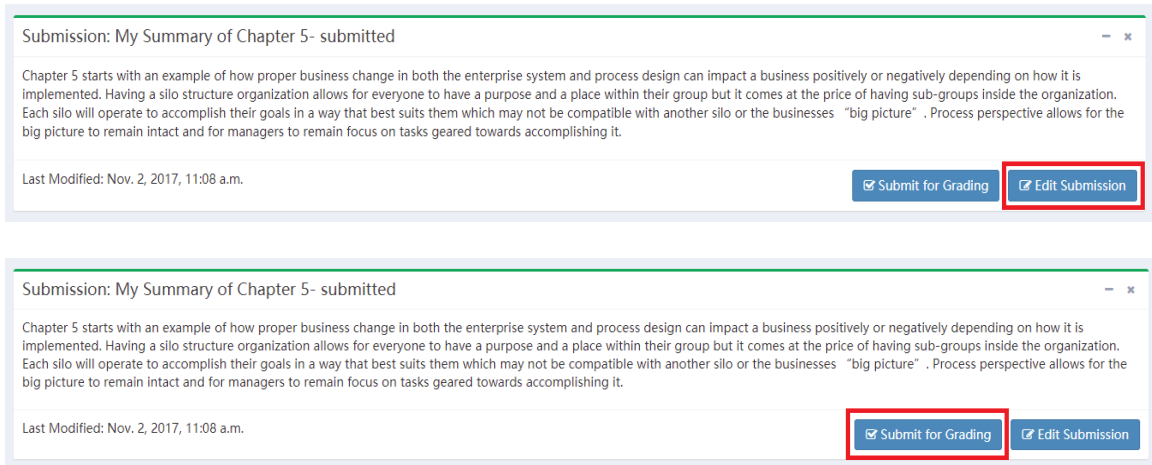 Submission: My Summary of Chapter 5- submitted
Chapter 5 starts with an example of how proper business change in both the enterprise system and process design can impact a business positively or negatively depending on how it is
implemented. Having a silo structure organization allows for everyone to have a purpose and a place within their group but it comes at the price of having sub-groups inside the organization.
Each silo will operate to accomplish their goals in a way that best suits them which may not be compatible with another silo or the businesses “big picture”. Process perspective allows for the
big picture to remain intact and for managers to remain focus on tasks geared towards accomplishing it.
Last Modified: Nov. 2, 2017, 11:08 a.m. Submit for Grading Edit Submission
Submission: My Summary of Chapter 5- submitted
Chapter 5 starts with an example of how proper business change in both the enterprise system and process design can impact a business positively or negatively depending on how it is
implemented. Having a silo structure organization allows for everyone to have a purpose and a place within their group but it comes at the price of having sub-groups inside the organization.
Each silo will operate to accomplish their goals in a way that best suits them which may not be compatible with another silo or the businesses “big picture”. Process perspective allows for the
big picture to remain intact and for managers to remain focus on tasks geared towards accomplishing it.
Last Modified: Nov. 2, 2017, 11:08 a.m. Submit for Grading Edit Submission